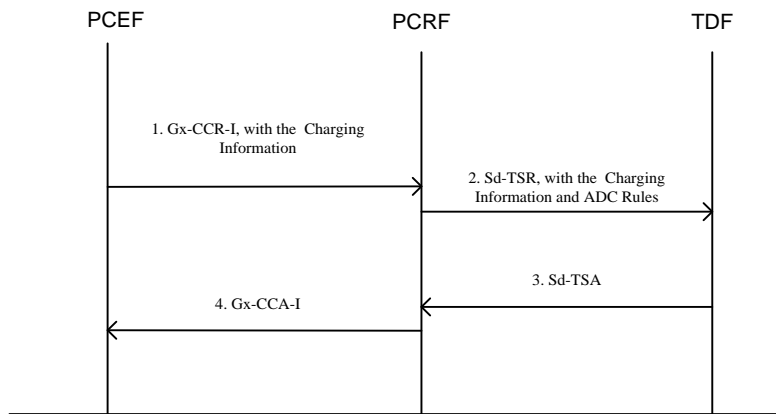 PCEF
PCRF
TDF
1. Gx-CCR-I, with the Charging
Information
2. Sd-TSR, with the Charging
Information and ADC Rules
3. Sd-TSA
4. Gx-CCA-I